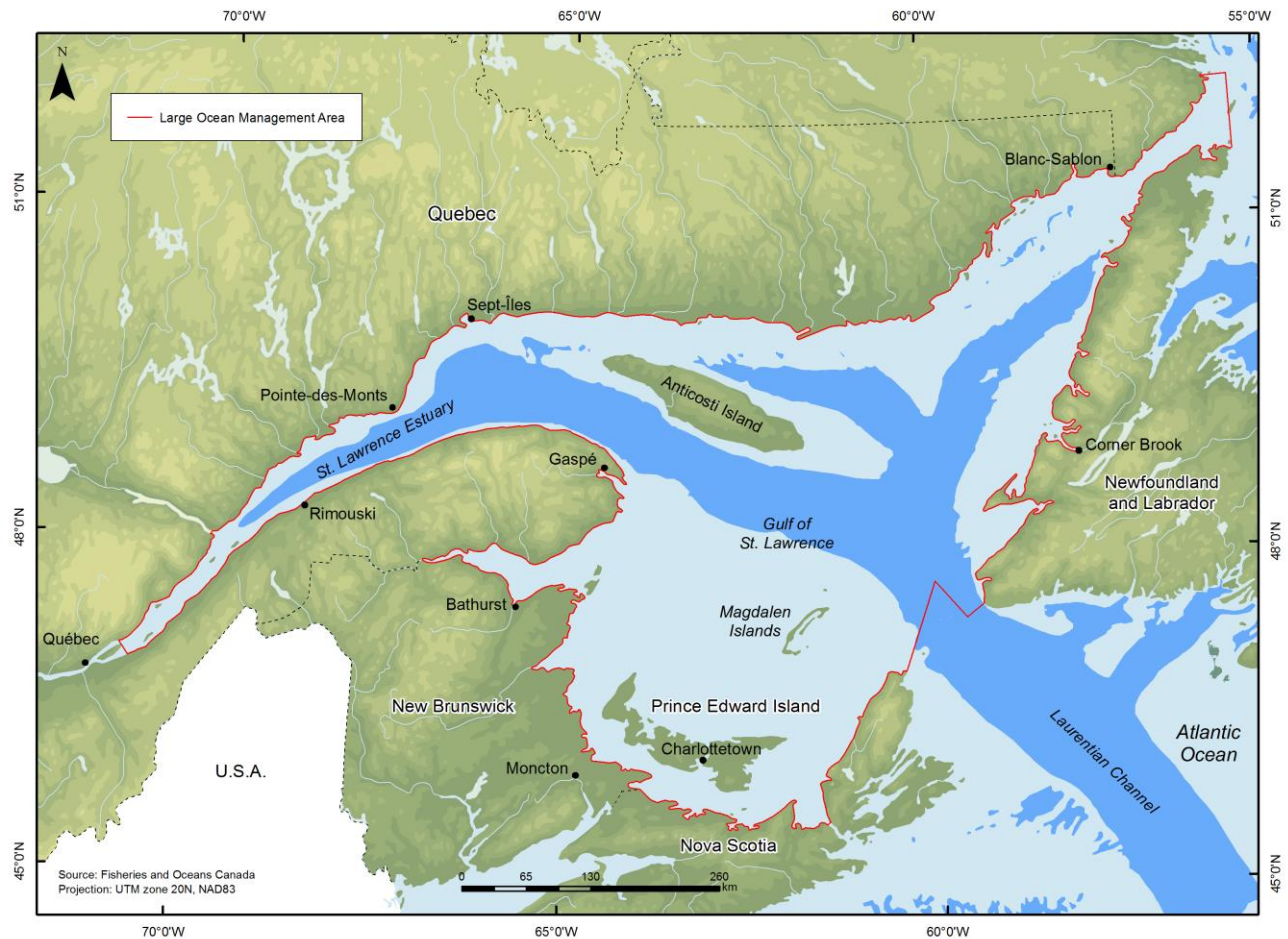 70°0'W
65°0'W
60°0'W
55°0'W
N
Large Ocean Management Area
Blanc-Sablon
51°0'N
51°0'N
Quebec
Sept-Îles
Pointe-des-Monts
Anticosti Island
St. Lawrence Estuary
Gaspé
Corner Brook
Newfoundland
and Labrador
Rimouski
48°0'N
48°0'N
Gulf of
St. Lawrence
Bathurst
Magdalen
Islands
Québec
New Brunswick
Prince Edward Island
Charlottetown
Laurentian Channel
Atlantic
Ocean
U.S.A.
Moncton
Nova Scotia
45°0'N
45°0'N
Source: Fisheries and Oceans Canada
Projection: UTM zone 20N, NAD83
0 65 130 260
km
70°0'W
65°0'W
60°0'W